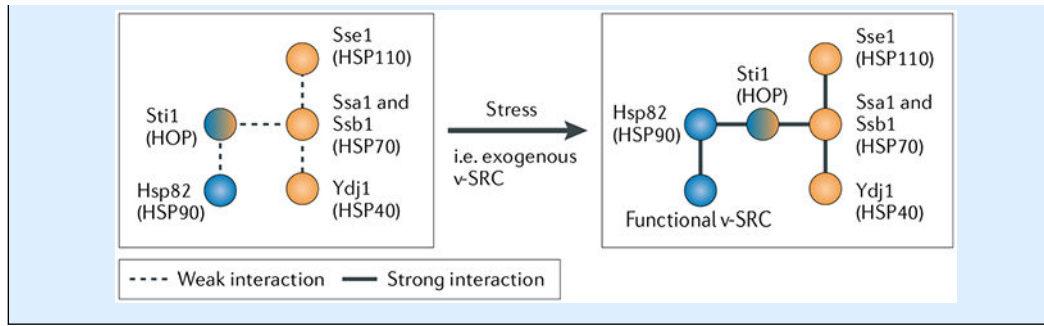 Sse1
(HSP110)
Sti1
(HOP)
Ssa1 and
Ssb1
(HSP70)
Hsp82
(HSP90)
Ydj1
(HSP40)
Stress
i.e. exogenous
v-SRC
Sse1
(HSP110)
Sti1
(HOP)
Hsp82
(HSP90)
Ssa1 and
Ssb1
(HSP70)
Ydj1
(HSP40)
Functional v-SRC
Weak interaction
Strong interaction